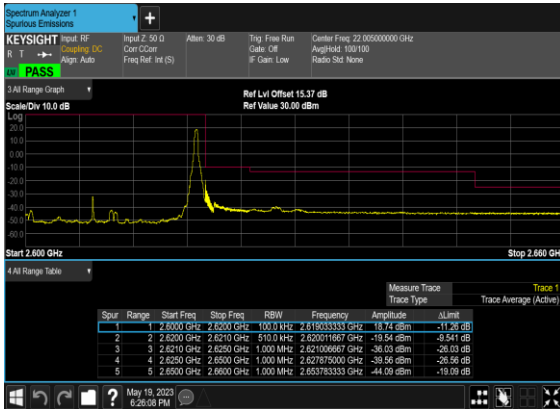 Spectrum Analyzer 1
Spurious Emissions
+
KEYSIGHT Input: RF Input Z: 50 Ω Atten: 30 dB Trig: Free Run Center Freq: 22.005000000 GHz
R T Coupling: DC Corr CCorr Gate: Off Avg|Hold: 100/100
Align: Auto Freq Ref: Int (S) IF Gain: Low Radio Std: None
PASS
3 All Range Graph
Ref Lvl Offset 15.37 dB
Scale/Div 10.0 dB Ref Value 30.00 dBm
Log
20.0
10.0
0.00
-10.0
-20.0
-30.0
-40.0
-50.0
-60.0
Start 2.600 GHz Stop 2.660 GH
4 All Range Table
Measure Trace Trace 1
Trace Type Trace Average (Active)
Spur Range Start Freq Stop Freq RBW Frequency Amplitude ΔLimit
1 1 2.6000 GHz 2.6200 GHz 100.0 kHz 2.619033333 GHz 18.74 dBm -11.26 dB
2 2 2.6200 GHz 2.6210 GHz 510.0 kHz 2.620011667 GHz -19.54 dBm -9.541 dB
3 3 2.6210 GHz 2.6250 GHz 1.000 MHz 2.621006667 GHz -36.03 dBm -26.03 dB
4 4 2.6250 GHz 2.6500 GHz 1.000 MHz 2.627875000 GHz -39.56 dBm -26.56 dB
5 5 2.6500 GHz 2.6600 GHz 1.000 MHz 2.653783333 GHz -44.09 dBm -19.09 dB
?
May 19, 2023
6:26:08 PM